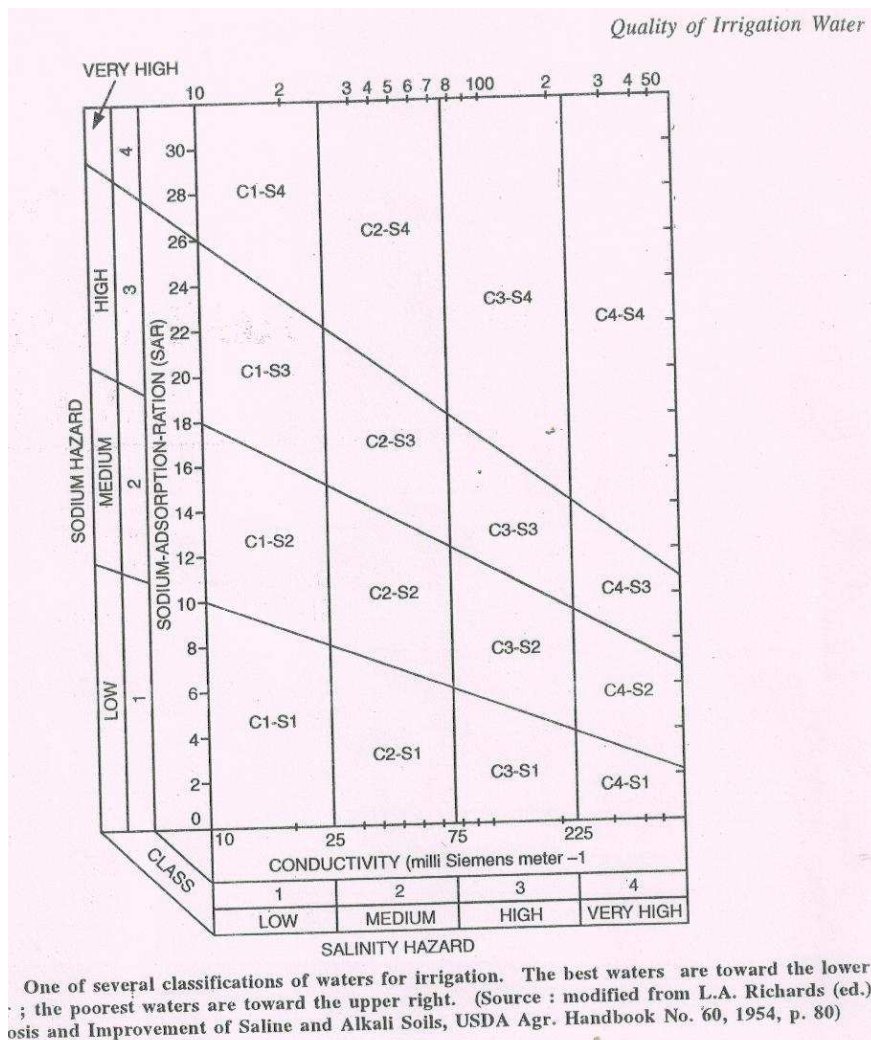 Quality of Irrigation Water
VERY HIGH
10 2 3 4 5 6 7 8 100 2 3 4 50
4
30
28
26
24
22
20
18
16
14
12
10
8
6
4
2
0
C1-S4
C2-S4
C3-S4
C4-S4
HIGH
3
C1-S3
C2-S3
C3-S3
C4-S3
SODIUM HAZARD
MEDIUM
2
SODIUM-ADSORPTION-RATION (SAR)
C1-S2
C2-S2
C3-S2
C4-S2
LOW
1
C1-S1
C2-S1
C3-S1
C4-S1
10 25 75 225
CLASS
CONDUCTIVITY (milli Siemens meter –1
1 2 3 4
LOW MEDIUM HIGH VERY HIGH
SALINITY HAZARD
One of several classifications of waters for irrigation. The best waters are toward the lower
; the poorest waters are toward the upper right. (Source : modified from L.A. Richards (ed.)
osis and Improvement of Saline and Alkali Soils, USDA Agr. Handbook No. 60, 1954, p. 80)